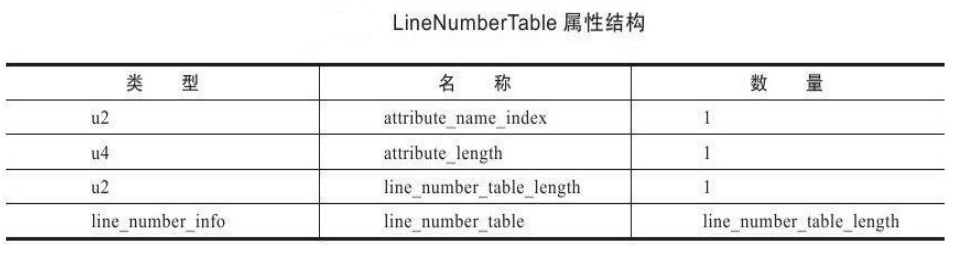 LineNumberTable 属性结构
类 型 名 称 数 量
u2 attribute_name_index 1
u4 attribute_length 1
u2 line_number_table_length 1
line_number_info line_number_table line_number_table_length